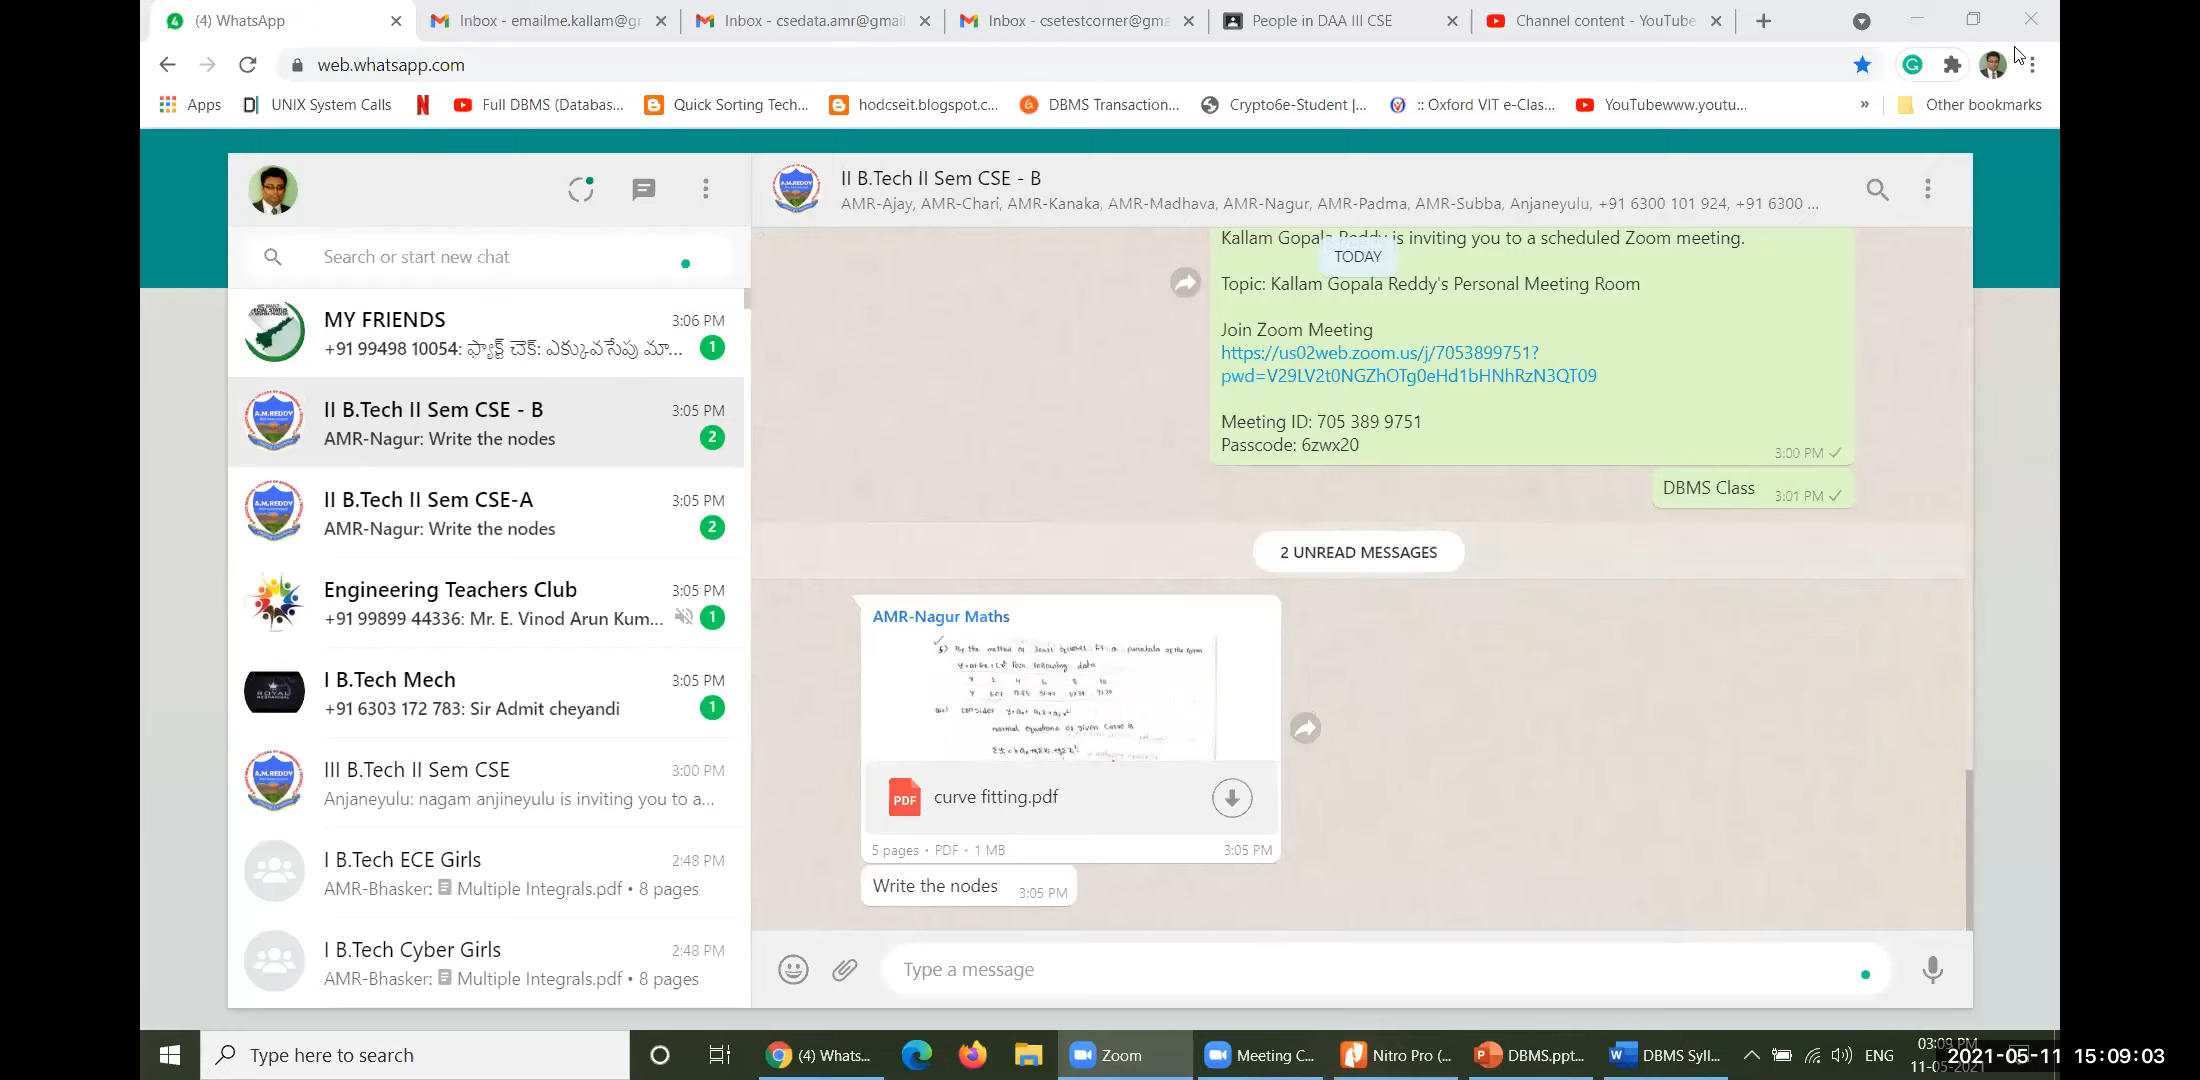 (4) WhatsApp
Inbox - emailme.kallam@gr
Inbox - csedata.amr@gmail
Inbox - csetestcorner@gma
People in DAA III CSE
Channel content - YouTube
web.whatsapp.com
Apps
UNIX System Calls
Full DBMS (Databas...
Quick Sorting Tech...
hodcseit.blogspot.c...
DBMS Transaction...
Crypto6e-Student |...
:: Oxford VIT e-Clas...
YouTubewww.youtu...
»
Other bookmarks
Search or start new chat
MY FRIENDS 3:06 PM
+91 99498 10054: ఫ్యాక్ట్ చెక్: ఎక్కువసేపు మా... 1
II B.Tech II Sem CSE - B 3:05 PM
AMR-Nagur: Write the nodes 2
II B.Tech II Sem CSE-A 3:05 PM
AMR-Nagur: Write the nodes 2
Engineering Teachers Club 3:05 PM
+91 99899 44336: Mr. E. Vinod Arun Kum... 1
I B.Tech Mech 3:05 PM
+91 6303 172 783: Sir Admit cheyandi 1
III B.Tech II Sem CSE 3:00 PM
Anjaneyulu: nagam anjineyulu is inviting you to a...
I B.Tech ECE Girls 2:48 PM
AMR-Bhasker: Multiple Integrals.pdf • 8 pages
I B.Tech Cyber Girls 2:48 PM
AMR-Bhasker: Multiple Integrals.pdf • 8 pages
II B.Tech II Sem CSE - B
AMR-Ajay, AMR-Chari, AMR-Kanaka, AMR-Madhava, AMR-Nagur, AMR-Padma, AMR-Subba, Anjaneyulu, +91 6300 101 924, +91 6300 ...
Kallam Gopala Reddy is inviting you to a scheduled Zoom meeting.
TODAY
Topic: Kallam Gopala Reddy's Personal Meeting Room
Join Zoom Meeting
https://us02web.zoom.us/j/7053899751?
pwd=V29LV2t0NGZhOTg0eHd1bHNhRzN3QT09
Meeting ID: 705 389 9751
Passcode: 6zwx20
3:00 PM
DBMS Class 3:01 PM
2 UNREAD MESSAGES
AMR-Nagur Maths
PDF curve fitting.pdf
5 pages • PDF • 1 MB 3:05 PM
Write the nodes 3:05 PM
Type a message
Type here to search
(4) Whats...
Zoom
Meeting C...
Nitro Pro (...
DBMS.ppt...
DBMS Syll...
ENG
03:09 PM
11-05-2021
2021-05-11 15:09:03